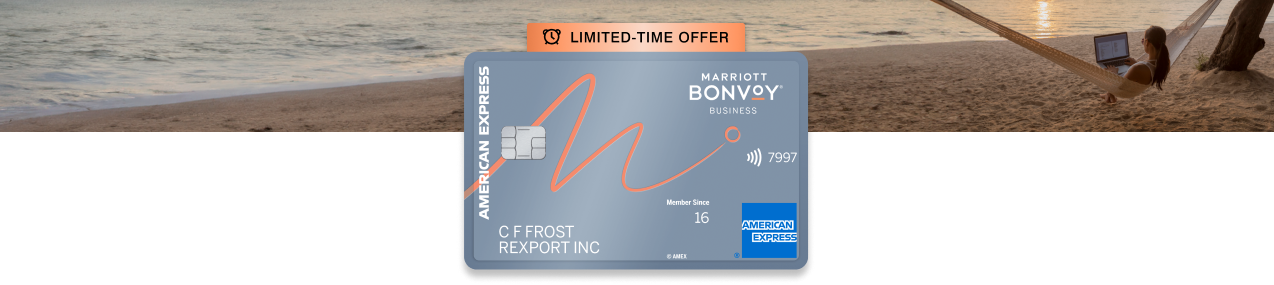 LIMITED-TIME OFFER
AMERICAN EXPRESS
MARRIOTT
BONVOY®
BUSINESS
7997
Member Since
16
C F FROST
REXPORT INC
AMERICAN
EXPRESS
®
© AMEX